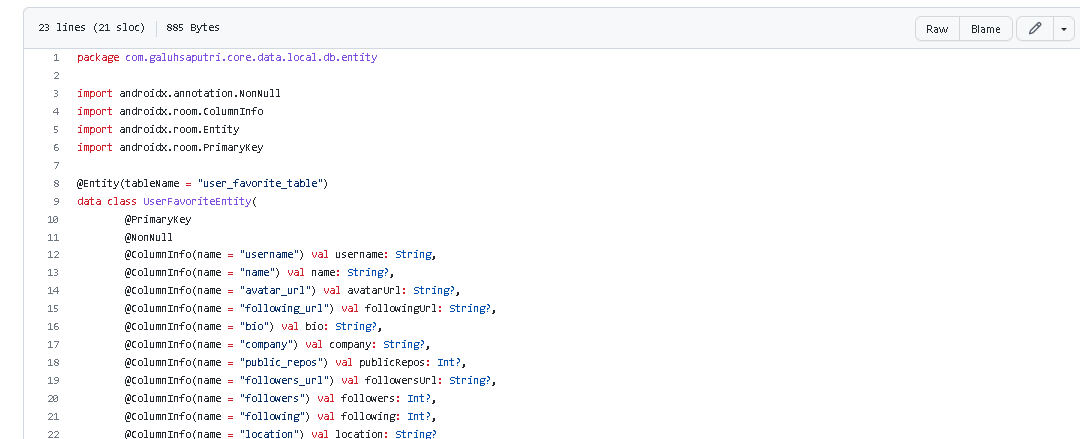 23 lines (21 sloc) 885 Bytes Raw Blame
1 package com.galuhsaputri.core.data.local.db.entity
2
3 import androidx.annotation.NonNull
4 import androidx.room.ColumnInfo
5 import androidx.room.Entity
6 import androidx.room.PrimaryKey
7
8 @Entity(tableName = "user_favorite_table")
9 data class UserFavoriteEntity(
10 @PrimaryKey
11 @NonNull
12 @ColumnInfo(name = "username") val username: String,
13 @ColumnInfo(name = "name") val name: String?,
14 @ColumnInfo(name = "avatar_url") val avatarUrl: String?,
15 @ColumnInfo(name = "following_url") val followingUrl: String?,
16 @ColumnInfo(name = "bio") val bio: String?,
17 @ColumnInfo(name = "company") val company: String?,
18 @ColumnInfo(name = "public_repos") val publicRepos: Int?,
19 @ColumnInfo(name = "followers_url") val followersUrl: String?,
20 @ColumnInfo(name = "followers") val followers: Int?,
21 @ColumnInfo(name = "following") val following: Int?,
22 @ColumnInfo(name = "location") val location: String?